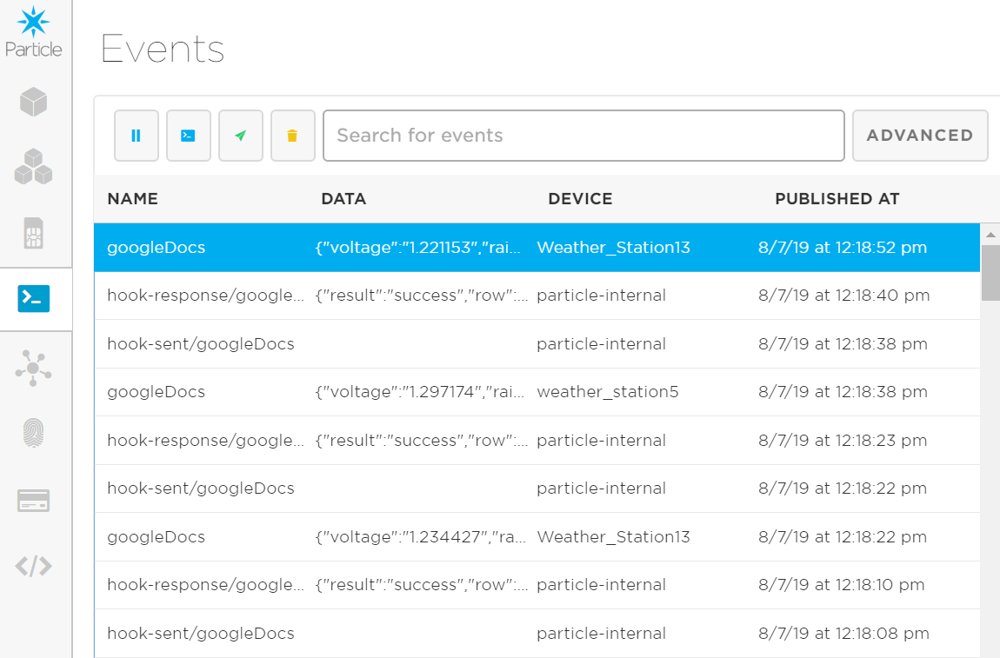 Particle
Events
Search for events
ADVANCED
NAME DATA DEVICE PUBLISHED AT
googleDocs {"voltage":"1.221153","rai... Weather_Station13 8/7/19 at 12:18:52 pm
hook-response/google... {"result":"success","row":... particle-internal 8/7/19 at 12:18:40 pm
hook-sent/googleDocs particle-internal 8/7/19 at 12:18:38 pm
googleDocs {"voltage":"1.297174","rai... weather_station5 8/7/19 at 12:18:38 pm
hook-response/google... {"result":"success","row":... particle-internal 8/7/19 at 12:18:23 pm
hook-sent/googleDocs particle-internal 8/7/19 at 12:18:22 pm
googleDocs {"voltage":"1.234427","ra... Weather_Station13 8/7/19 at 12:18:22 pm
hook-response/google... {"result":"success","row":... particle-internal 8/7/19 at 12:18:10 pm
hook-sent/googleDocs particle-internal 8/7/19 at 12:18:08 pm